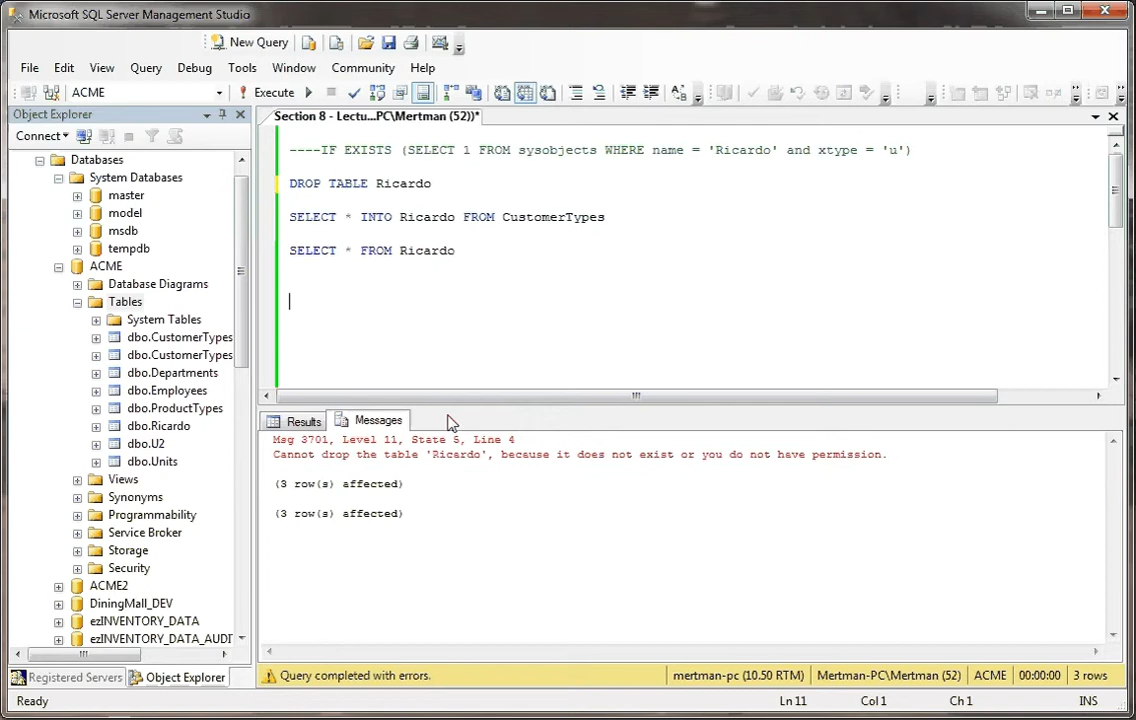 Microsoft SQL Server Management Studio
New Query
File Edit View Query Debug Tools Window Community Help
ACME Execute
Object Explorer
Section 8 - Lectu...PC\Mertman (52))*
Connect
Databases
System Databases
master
model
msdb
tempdb
ACME
Database Diagrams
Tables
System Tables
dbo.CustomerTypes
dbo.CustomerTypes
dbo.Departments
dbo.Employees
dbo.ProductTypes
dbo.Ricardo
dbo.U2
dbo.Units
Views
Synonyms
Programmability
Service Broker
Storage
Security
ACME2
DiningMall_DEV
ezINVENTORY_DATA
ezINVENTORY_DATA_AUDIT
Registered Servers Object Explorer
----IF EXISTS (SELECT 1 FROM sysobjects WHERE name = 'Ricardo' and xtype = 'u')
DROP TABLE Ricardo
SELECT * INTO Ricardo FROM CustomerTypes
SELECT * FROM Ricardo
Results Messages
Msg 3701, Level 11, State 5, Line 4
Cannot drop the table 'Ricardo', because it does not exist or you do not have permission.
(3 row(s) affected)
(3 row(s) affected)
Query completed with errors. mertman-pc (10.50 RTM) Mertman-PC\Mertman (52) ACME 00:00:00 3 rows
Ready Ln 11 Col 1 Ch 1 INS